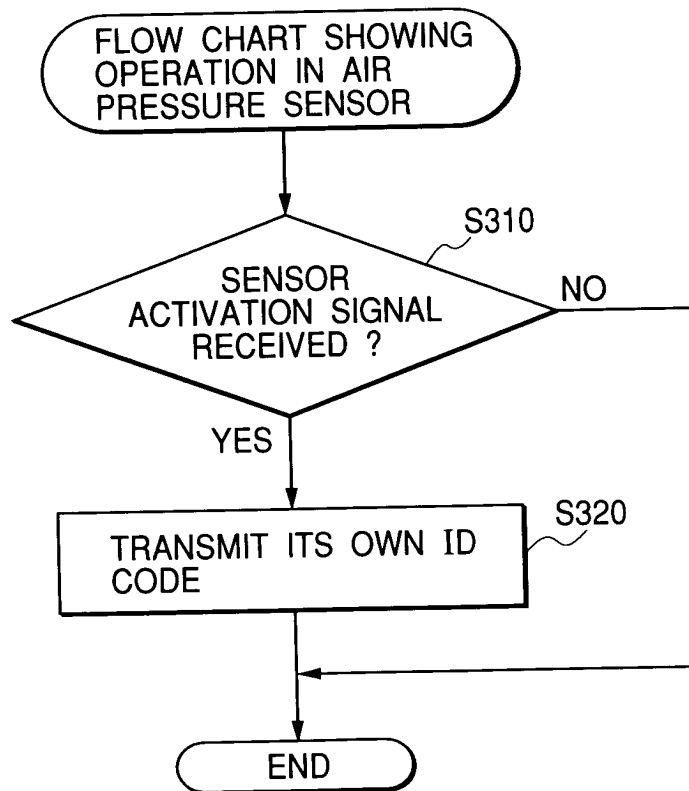 FLOW CHART SHOWING
OPERATION IN AIR
PRESSURE SENSOR
S310
SENSOR
ACTIVATION SIGNAL
RECEIVED ?
NO
YES
S320
TRANSMIT ITS OWN ID
CODE
END